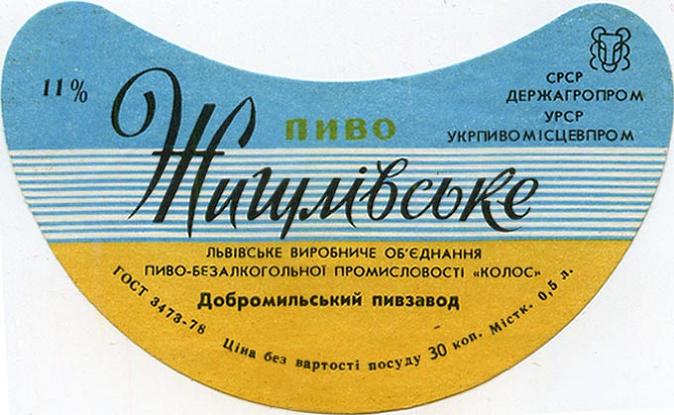 11%
СРСР
ДЕРЖАГРОПРОМ
УРСР
УКРПИВОМІСЦЕВПРОМ
ПИВО
Жигулівське
ЛЬВІВСЬКЕ ВИРОБНИЧЕ ОБ'ЄДНАННЯ
ПИВО-БЕЗАЛКОГОЛЬНОЇ ПРОМИСЛОВОСТІ «КОЛОС»
Добромильський пивзавод
ГОСТ 3473-78 Ціна без вартості посуду 30 коп. Містк. 0,5 л.